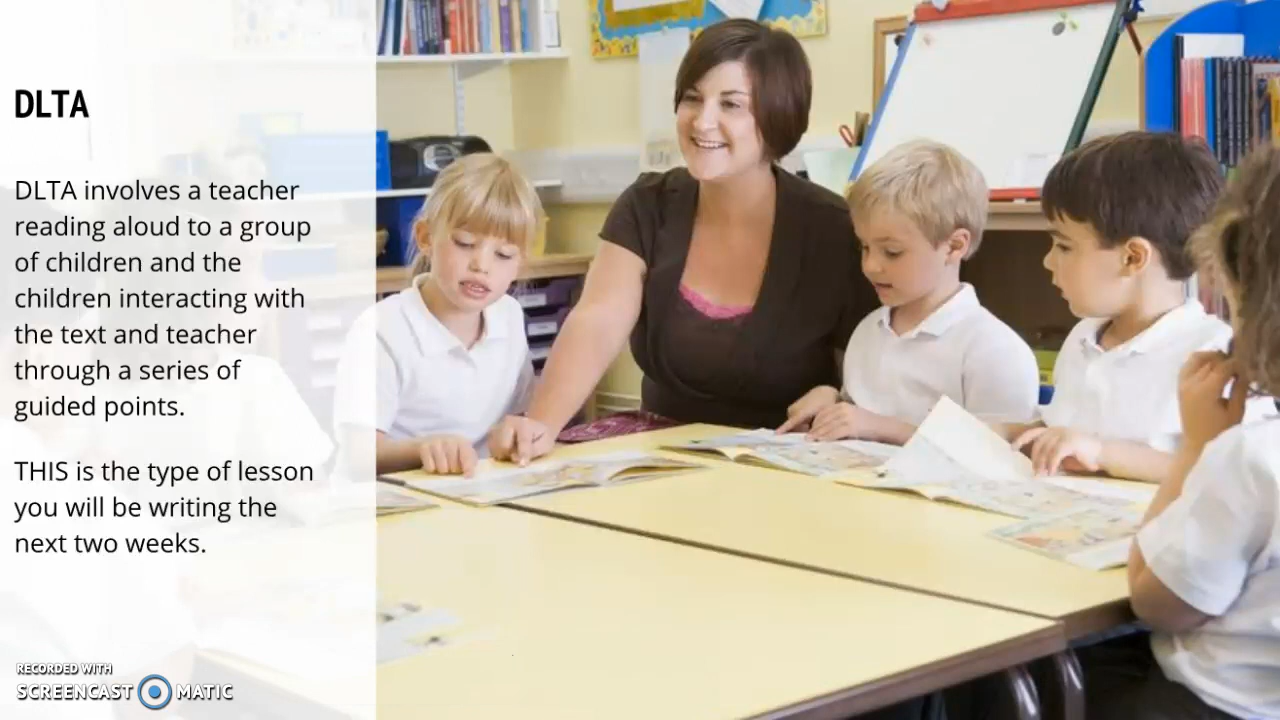 DLTA
DLTA involves a teacher
reading aloud to a group
of children and the
children interacting with
the text and teacher
through a series of
guided points.
THIS is the type of lesson
you will be writing the
next two weeks.
RECORDED WITH
SCREENCAST MATIC